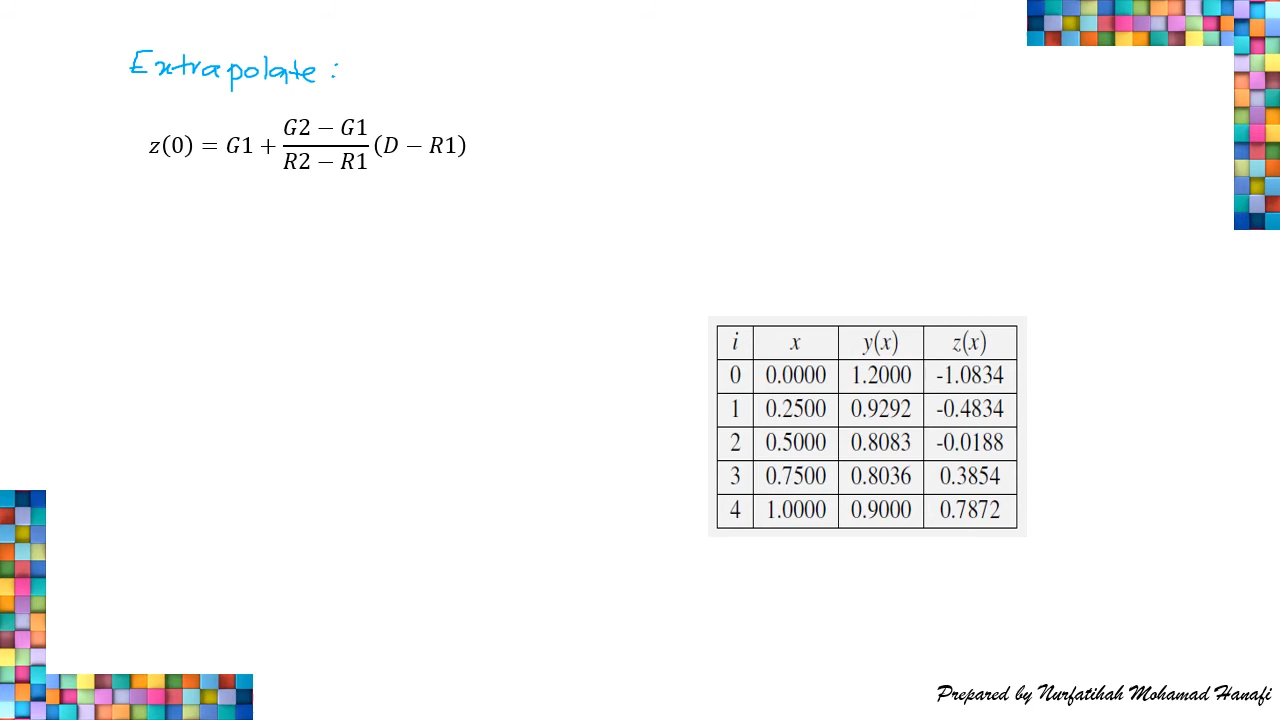 Extrapolate :
z(0) = G1 + \frac{G2 − G1}{R2 − R1} (D − R1)
i x y(x) z(x)
0 0.0000 1.2000 -1.0834
1 0.2500 0.9292 -0.4834
2 0.5000 0.8083 -0.0188
3 0.7500 0.8036 0.3854
4 1.0000 0.9000 0.7872
Prepared by Nurfatihah Mohamad Hanafi